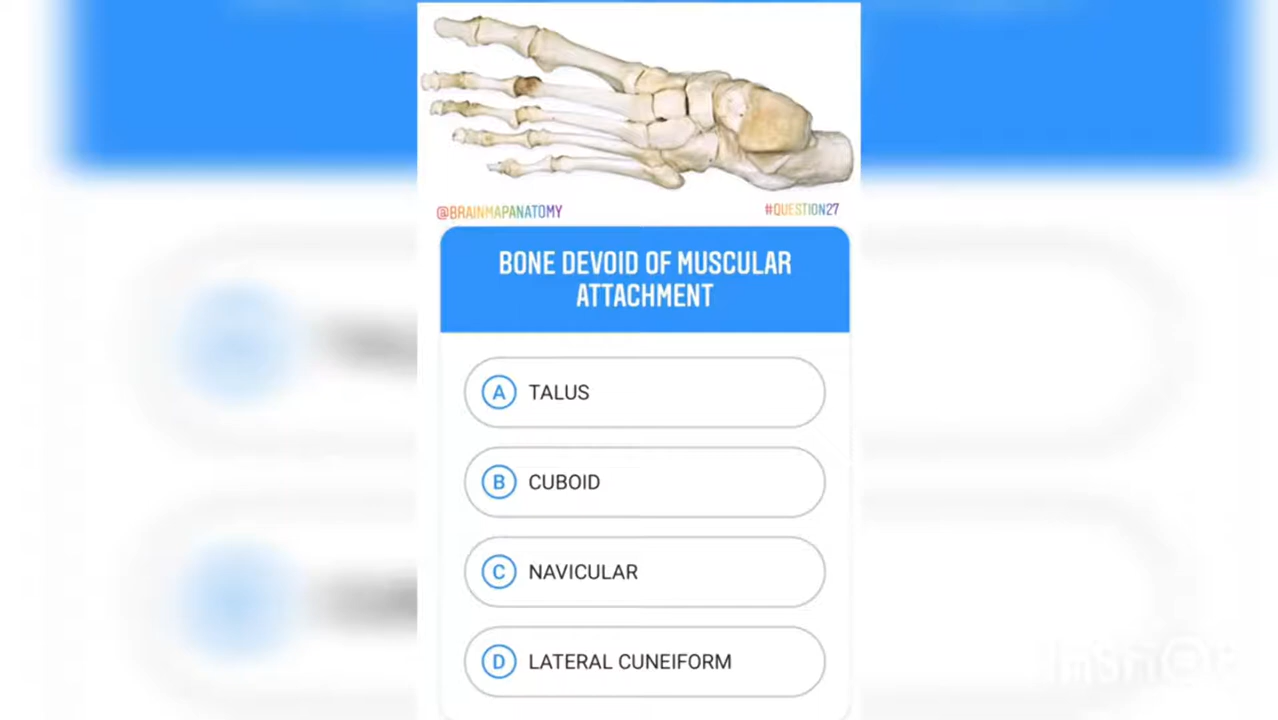 @BRAINMAPANATOMY
#QUESTION27
BONE DEVOID OF MUSCULAR
ATTACHMENT
A TALUS
B CUBOID
C NAVICULAR
D LATERAL CUNEIFORM